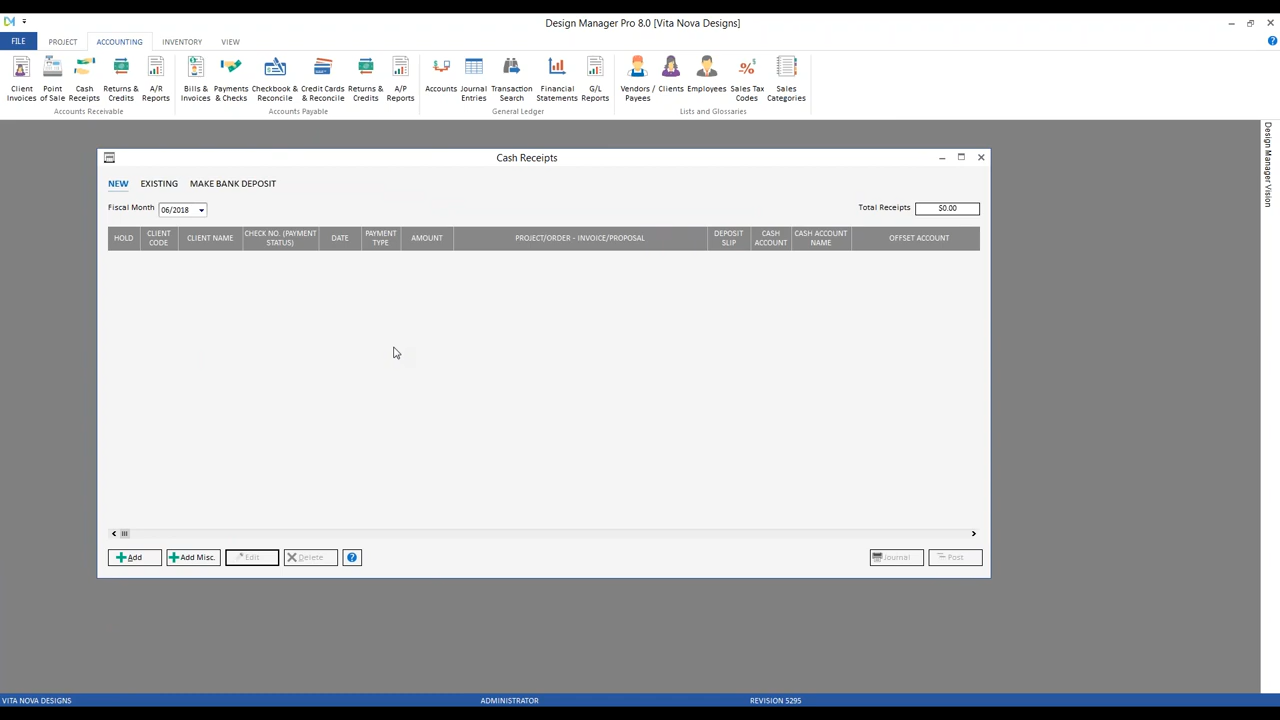 Design Manager Pro 8.0 [Vita Nova Designs]
FILE PROJECT ACCOUNTING INVENTORY VIEW
Client Invoices
Point of Sale
Cash Receipts
Returns & Credits
A/R Reports
Bills & Invoices
Payments & Checks
Checkbook & Reconcile
Credit Cards & Reconcile
Returns & Credits
A/P Reports
Accounts
Journal Entries
Transaction Search
Financial Statements
G/L Reports
Vendors / Payees
Clients
Employees
Sales Tax Codes
Sales Categories
Accounts Receivable
Accounts Payable
General Ledger
Lists and Glossaries
Design Manager Vision
Cash Receipts
NEW EXISTING MAKE BANK DEPOSIT
Fiscal Month 06/2018
Total Receipts $0.00
HOLD
CLIENT CODE
CLIENT NAME
CHECK NO. (PAYMENT STATUS)
DATE
PAYMENT TYPE
AMOUNT
PROJECT/ORDER - INVOICE/PROPOSAL
DEPOSIT SLIP
CASH ACCOUNT
CASH ACCOUNT NAME
OFFSET ACCOUNT
Add
Add Misc.
Edit
Delete
Journal
Post
VITA NOVA DESIGNS
ADMINISTRATOR
REVISION 5295